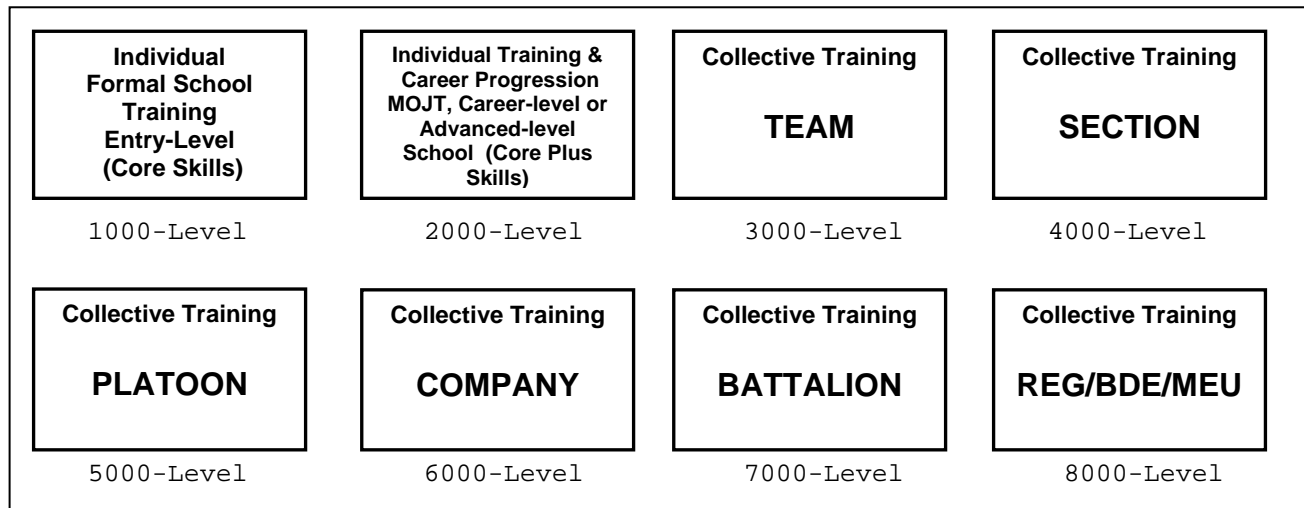 Individual
Formal School
Training
Entry-Level
(Core Skills)
1000-Level
Individual Training &
Career Progression
MOJT, Career-level or
Advanced-level
School (Core Plus
Skills)
2000-Level
Collective Training
TEAM
3000-Level
Collective Training
SECTION
4000-Level
Collective Training
PLATOON
5000-Level
Collective Training
COMPANY
6000-Level
Collective Training
BATTALION
7000-Level
Collective Training
REG/BDE/MEU
8000-Level